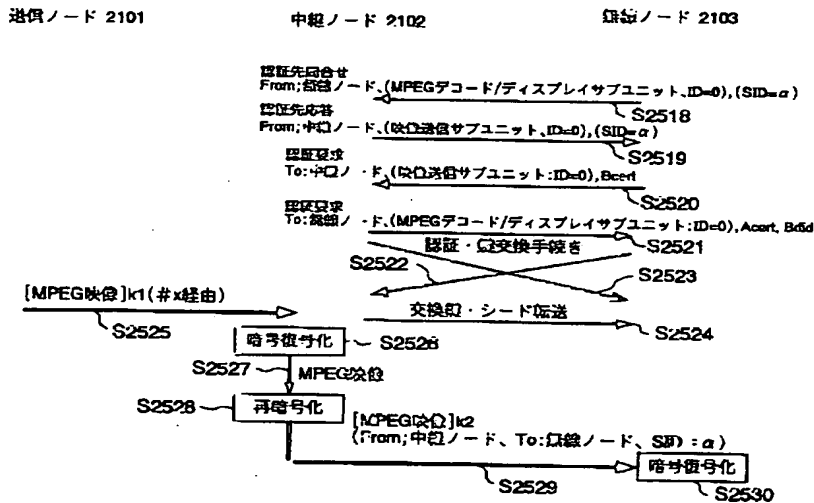 送信ノード 2101
中継ノード 2102
無線ノード 2103
認証先問合せ
From;無線ノード、(MPEGデコード/ディスプレイサブユニット、ID=0),(SID=α)
S2518
認証先応答
From;中継ノード、(映像送信サブユニット、ID=0),(SID=α)
S2519
認証要求
To:中継ノード、(映像送信サブユニット:ID=0),Bcert
S2520
認証要求
To:無線ノード、(MPEGデコード/ディスプレイサブユニット:ID=0),Acert, Bdid
S2521
認証・鍵交換手続き
S2522
S2523
[MPEG映像]k1(#x経由)
S2525
交換鍵・シード転送
S2524
暗号復号化
S2526
S2527
MPEG映像
S2528
再暗号化
[MPEG映像]k2
(From;中継ノード、To:無線ノード、SID:α)
S2529
暗号復号化
S2530